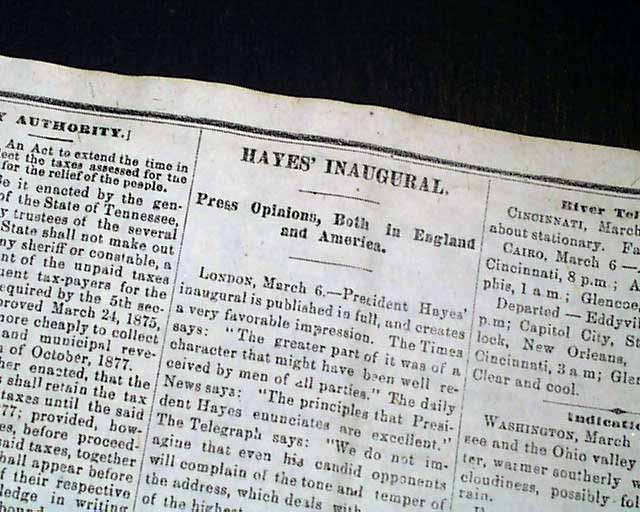 Y AUTHORITY.]
An Act to extend the time in
ect the taxes assessed for the
for the relief of the people.
Be it enacted by the gen-
of the State of Tennessee,
y trustees of the several
State shall not make out
ny sheriff or constable, a
nt of the unpaid taxes
uent tax-payers for the
equired by the 5th sec-
proved March 24, 1875,
more cheaply to collect
and municipal reve-
s of October, 1877.
her enacted, that the
s shall retain the tax
taxes until the said
77; provided, how-
es, before proceed-
said taxes, together
shall appear before
f their respective
ledge in writing
HAYES' INAUGURAL.
Press Opinions, Both in England
and America.
LONDON, March 6.—President Hayes'
inaugural is published in full, and creates
a very favorable impression. The Times
says: "The greater part of it was of a
character that might have been well re-
ceived by men of all parties." The daily
News says: "The principles that Presi-
dent Hayes enunciates are excellent."
The Telegraph says: "We do not im-
agine that even his candid opponents
will complain of the tone and temper of
the address, which deals with
of the highest
River Tel
CINCINNATI, March
about stationary. Fa
CAIRO, March 6 —
Cincinnati, 8 p.m; A
phis, 1 a.m; Glencoe,
Departed — Eddyvil
p.m; Capitol City, St
lock, New Orleans,
Cincinnati, 3 a m; Gle
Clear and cool.
Indicatio
WASHINGTON, March
see and the Ohio valley
ter, warmer southerly w
cloudiness, possibly fol
rain.